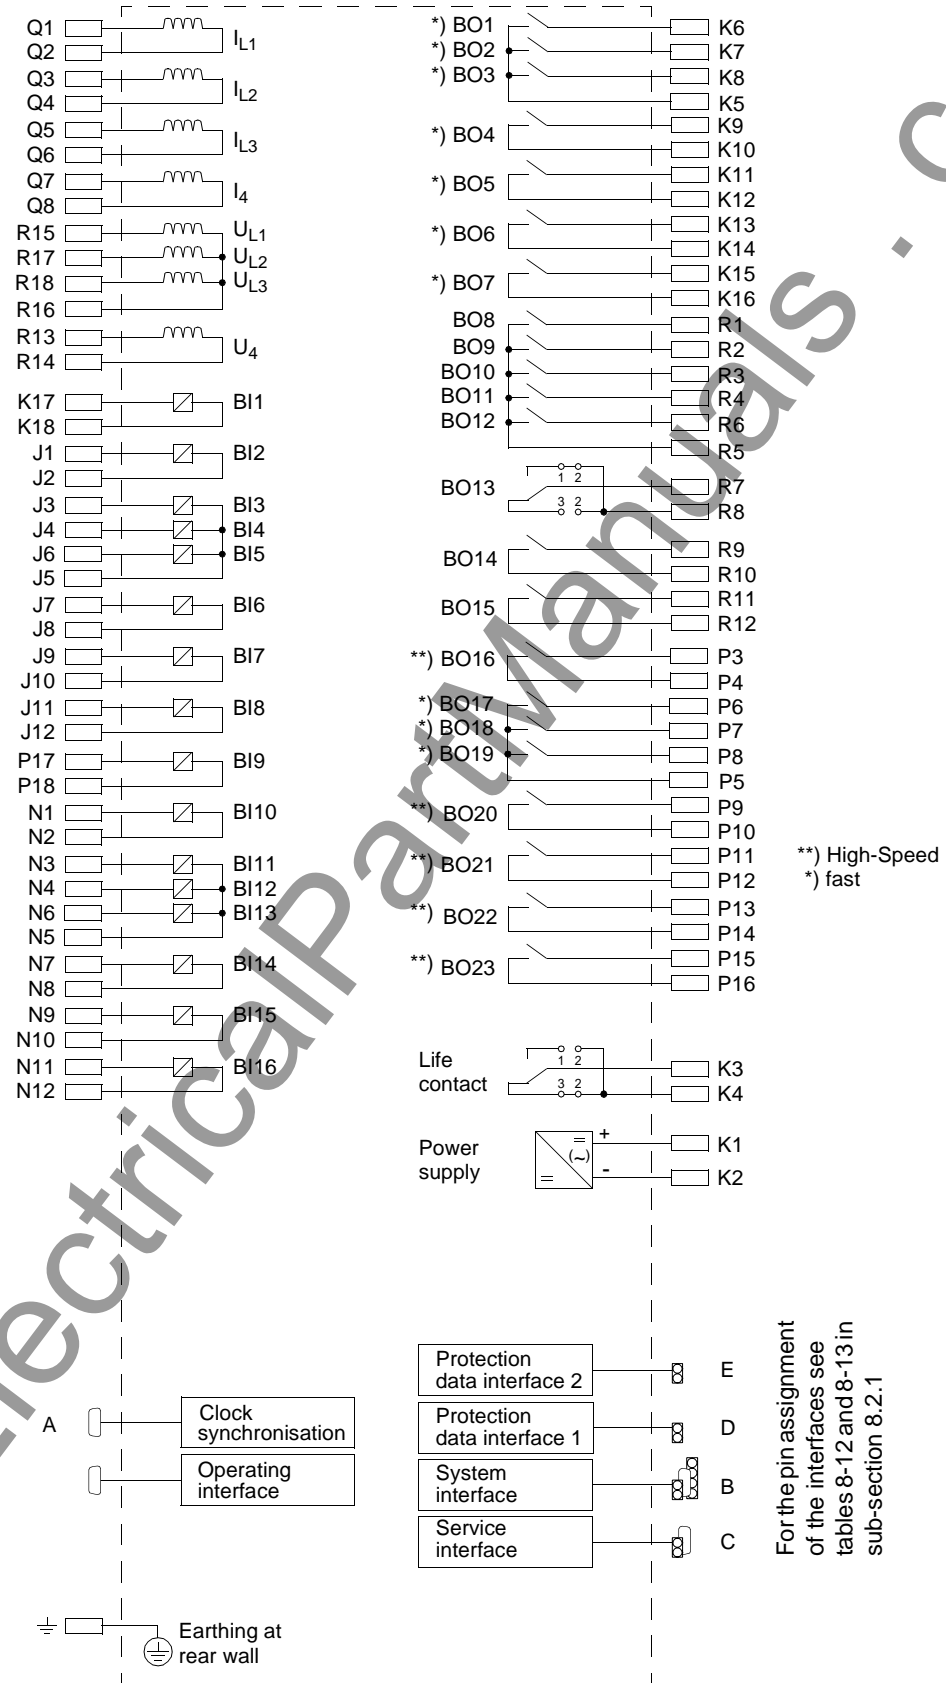 Q1
Q2
I L1
Q3
Q4
I L2
Q5
Q6
I L3
Q7
Q8
I 4
R15 U L1
R17 U L2
R18 U L3
R16
R13
R14
U 4
K17 BI1
K18
J1 BI2
J2
J3 BI3
J4 BI4
J6 BI5
J5
J7 BI6
J8
J9 BI7
J10
J11 BI8
J12
P17 BI9
P18
N1 BI10
N2
N3 BI11
N4 BI12
N6 BI13
N5
N7 BI14
N8
N9 BI15
N10
N11 BI16
N12
*) BO1 K6
*) BO2 K7
*) BO3 K8
K5
*) BO4 K9
K10
*) BO5 K11
K12
*) BO6 K13
K14
*) BO7 K15
K16
BO8 R1
BO9 R2
BO10 R3
BO11 R4
BO12 R6
R5
1 2
BO13 R7
3 2 R8
BO14 R9
R10
BO15 R11
R12
**) BO16 P3
P4
*) BO17 P6
*) BO18 P7
*) BO19 P8
P5
**) BO20 P9
P10
**) BO21 P11
P12
**) BO22 P13
P14
**) BO23 P15
P16
**) High-Speed
*) fast
Life
contact
1 2
3 2
K3
K4
Power
supply
=
(~)
=
+ K1
- K2
A
Clock
synchronisation
Operating
interface
Protection
data interface 2
E
Protection
data interface 1
D
System
interface
B
Service
interface
C
For the pin assignment
of the interfaces see
tables 8-12 and 8-13 in
sub-section 8.2.1
Earthing at
rear wall
ElectricalPartManuals . c